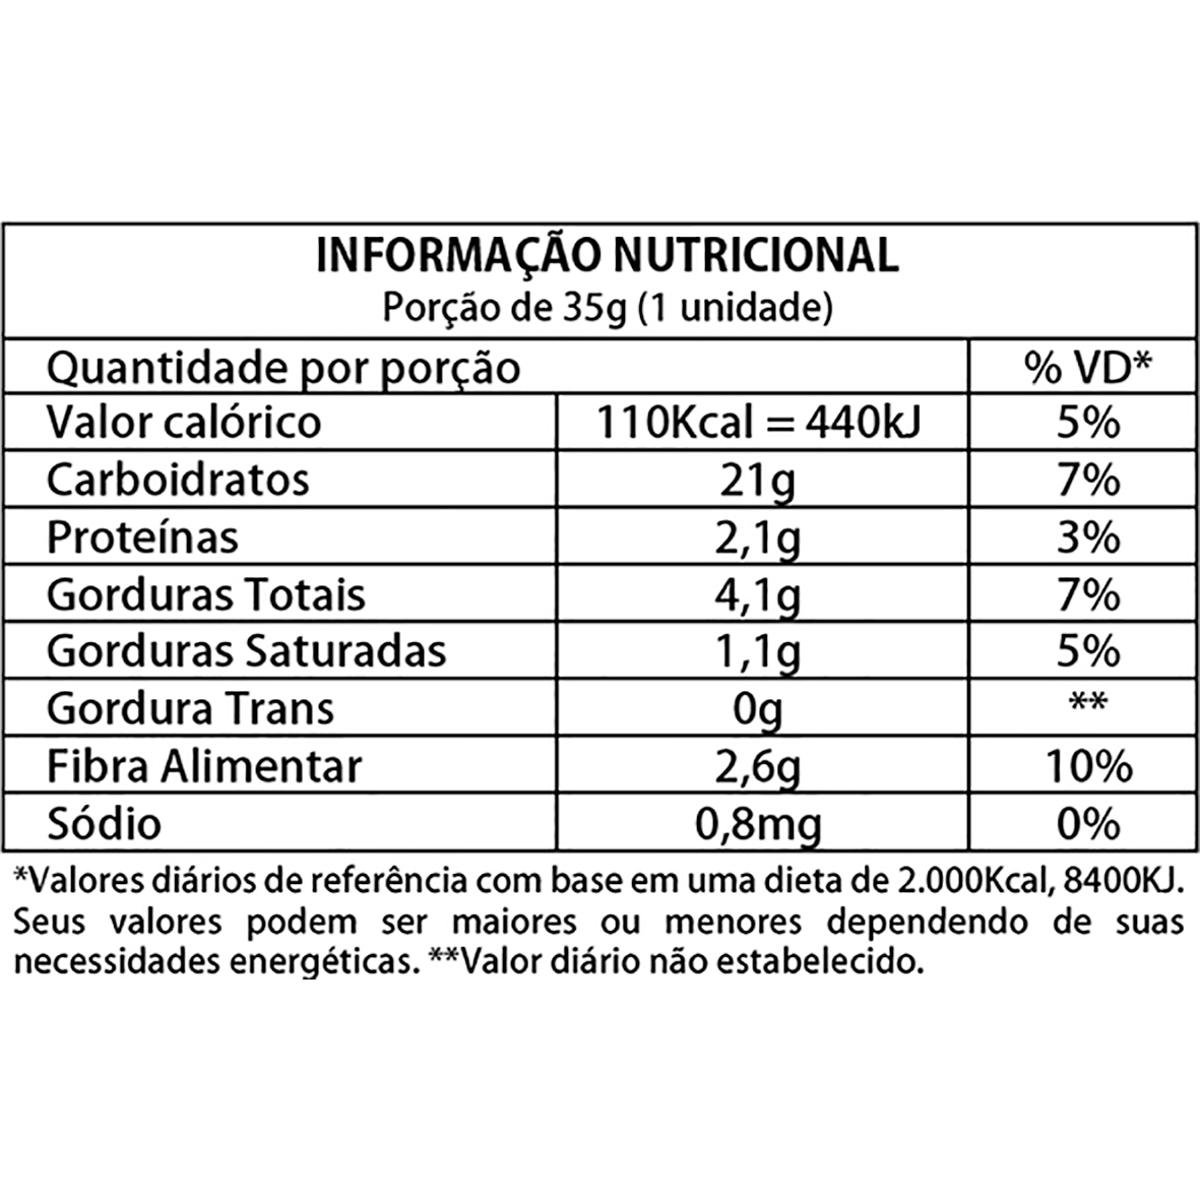 INFORMAÇÃO NUTRICIONAL
Porção de 35g (1 unidade)
Quantidade por porção % VD*
Valor calórico 110Kcal = 440kJ 5%
Carboidratos 21g 7%
Proteínas 2,1g 3%
Gorduras Totais 4,1g 7%
Gorduras Saturadas 1,1g 5%
Gordura Trans 0g **
Fibra Alimentar 2,6g 10%
Sódio 0,8mg 0%
*Valores diários de referência com base em uma dieta de 2.000Kcal, 8400KJ.
Seus valores podem ser maiores ou menores dependendo de suas
necessidades energéticas. **Valor diário não estabelecido.